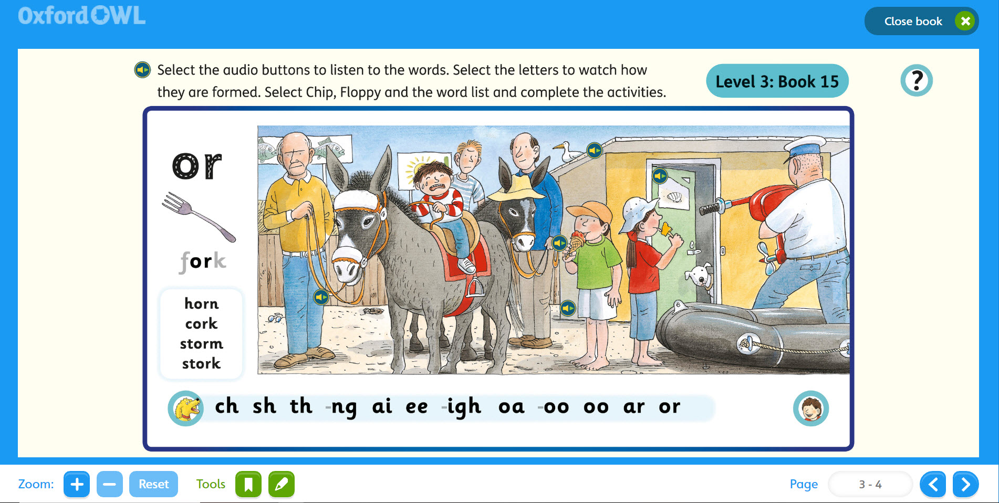 Oxford OWL
Close book
Select the audio buttons to listen to the words. Select the letters to watch how
they are formed. Select Chip, Floppy and the word list and complete the activities.
Level 3: Book 15
?
or
fork
horn
cork
storm
stork
ch sh th -ng ai ee -igh oa -oo oo ar or
Zoom:
Reset
Tools
Page
3 - 4